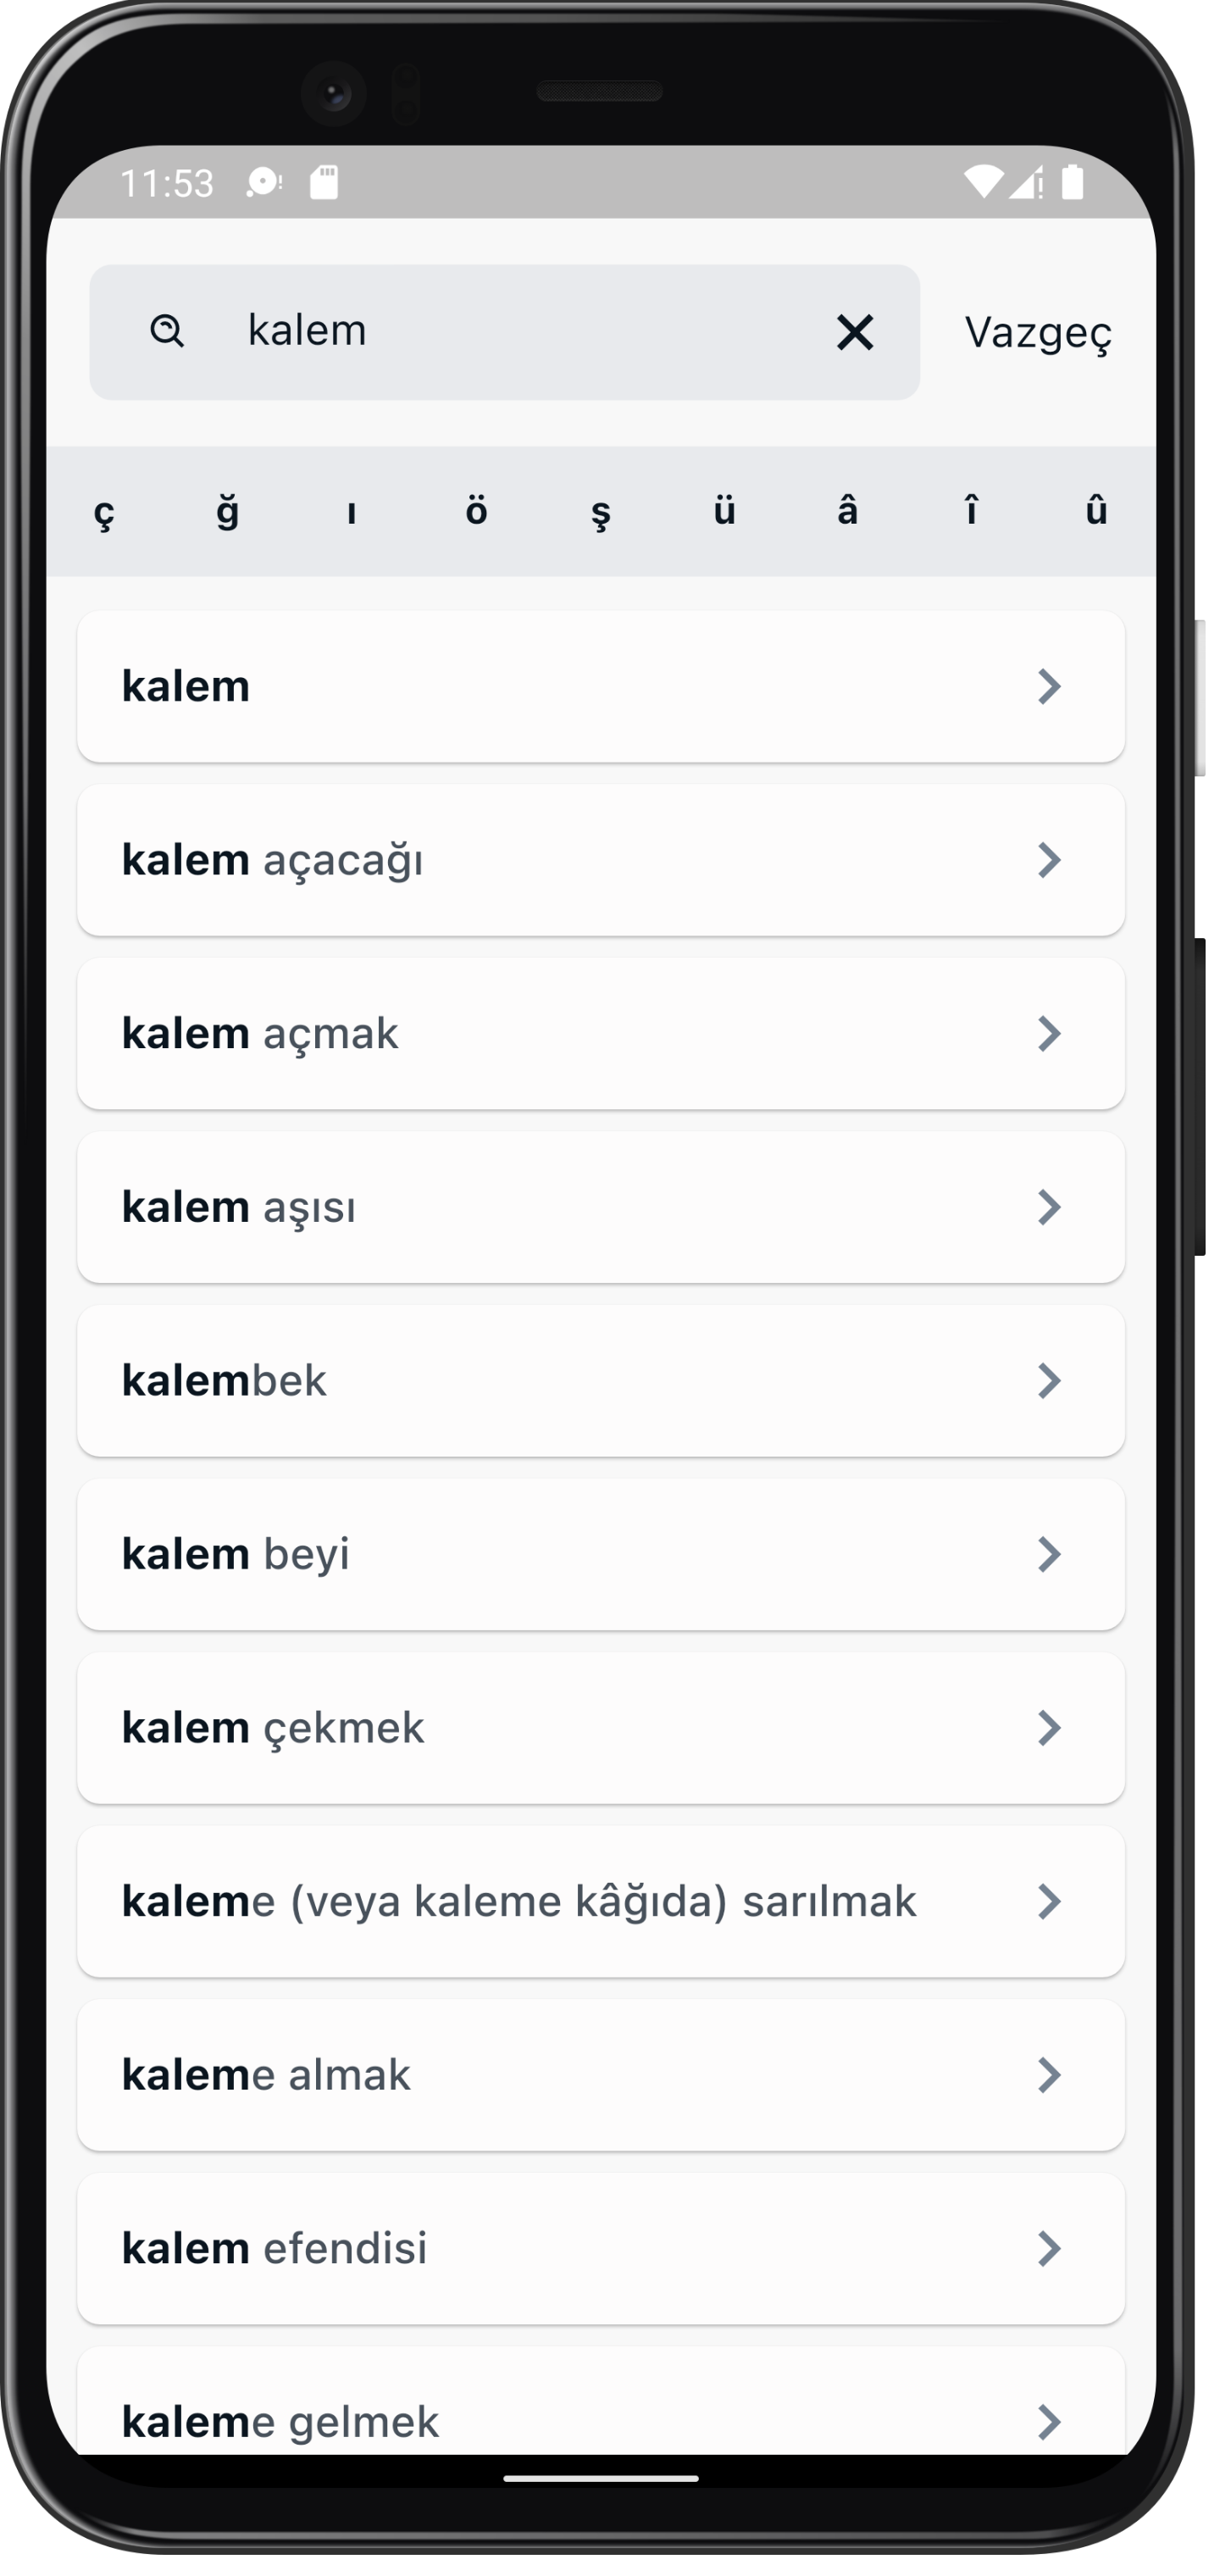 11:53
kalem
Vazgeç
ç ğ ı ö ş ü â î û
kalem
kalem açacağı
kalem açmak
kalem aşısı
kalembek
kalem beyi
kalem çekmek
kaleme (veya kaleme kâğıda) sarılmak
kaleme almak
kalem efendisi
kaleme gelmek